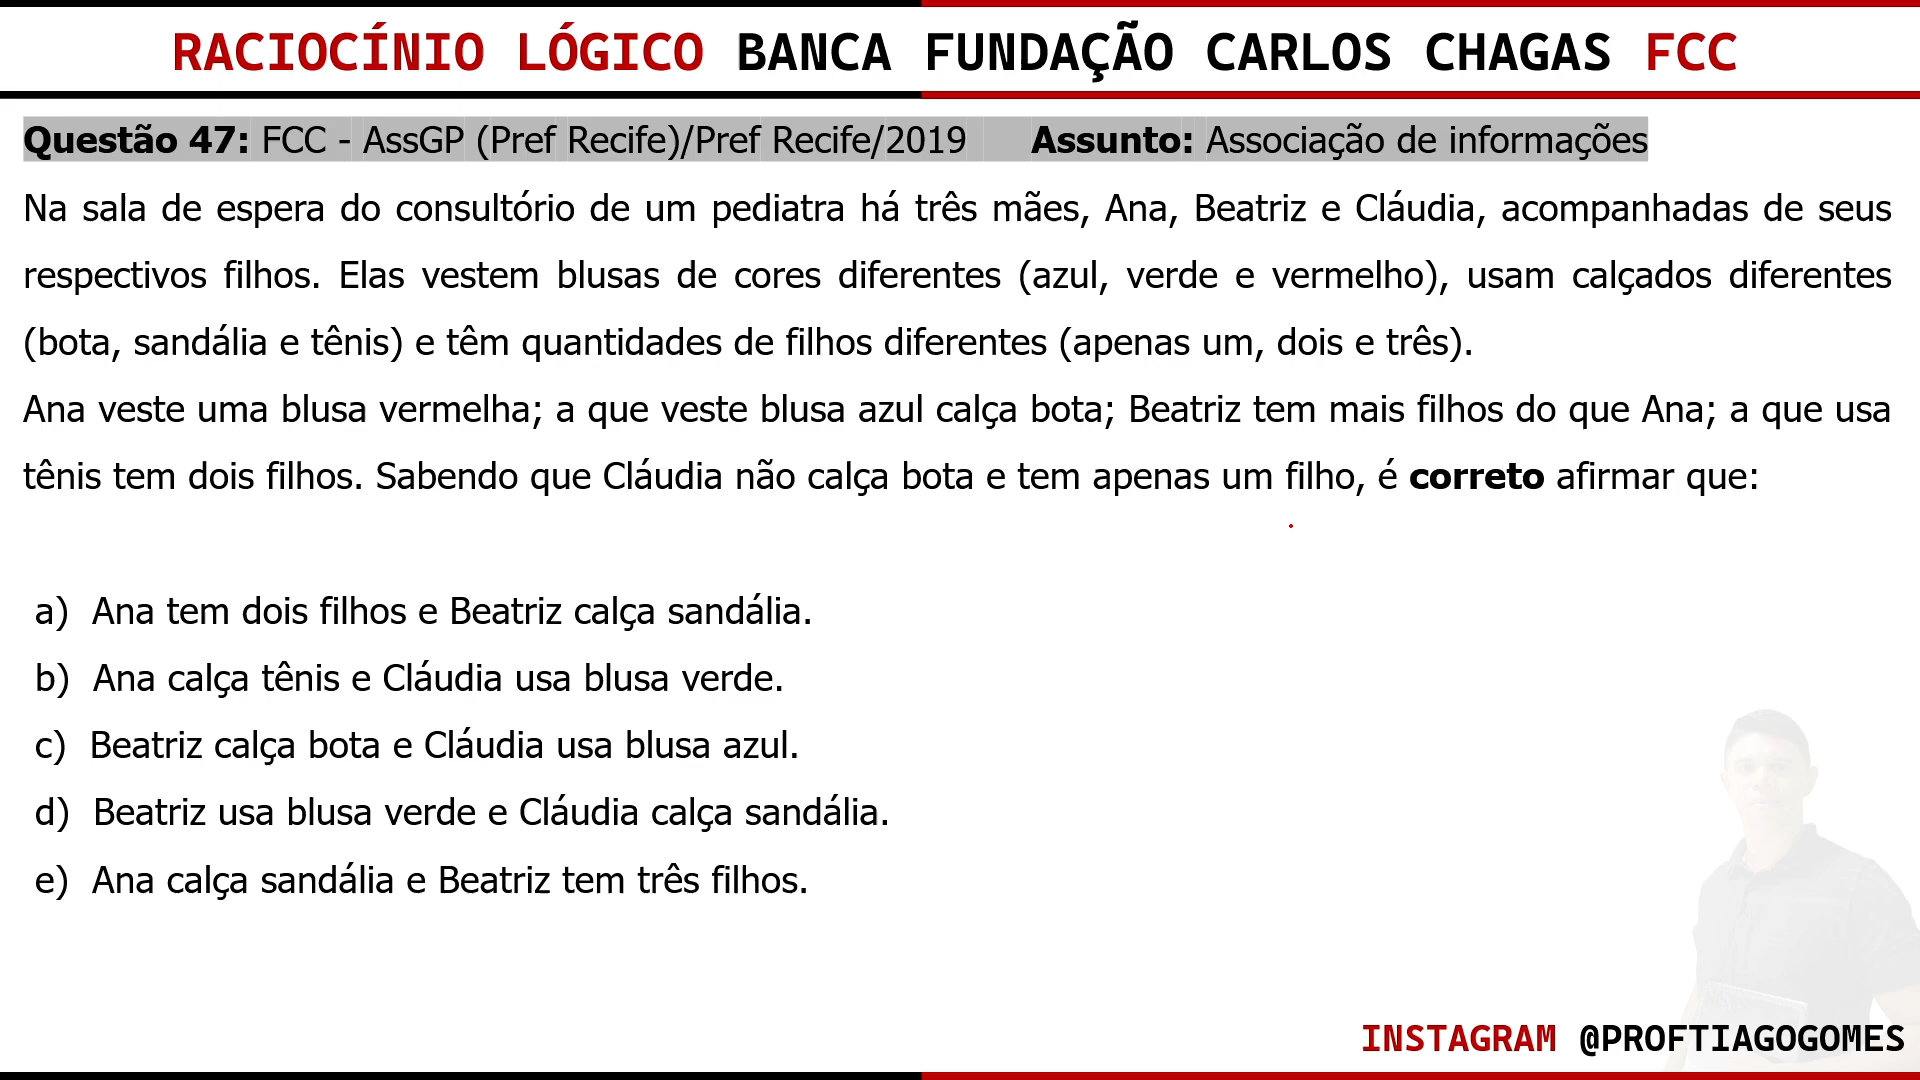 RACIOCÍNIO LÓGICO BANCA FUNDAÇÃO CARLOS CHAGAS FCC
Questão 47: FCC - AssGP (Pref Recife)/Pref Recife/2019 Assunto: Associação de informações
Na sala de espera do consultório de um pediatra há três mães, Ana, Beatriz e Cláudia, acompanhadas de seus
respectivos filhos. Elas vestem blusas de cores diferentes (azul, verde e vermelho), usam calçados diferentes
(bota, sandália e tênis) e têm quantidades de filhos diferentes (apenas um, dois e três).
Ana veste uma blusa vermelha; a que veste blusa azul calça bota; Beatriz tem mais filhos do que Ana; a que usa
tênis tem dois filhos. Sabendo que Cláudia não calça bota e tem apenas um filho, é correto afirmar que:
a) Ana tem dois filhos e Beatriz calça sandália.
b) Ana calça tênis e Cláudia usa blusa verde.
c) Beatriz calça bota e Cláudia usa blusa azul.
d) Beatriz usa blusa verde e Cláudia calça sandália.
e) Ana calça sandália e Beatriz tem três filhos.
INSTAGRAM @PROFTIAGOGOMES